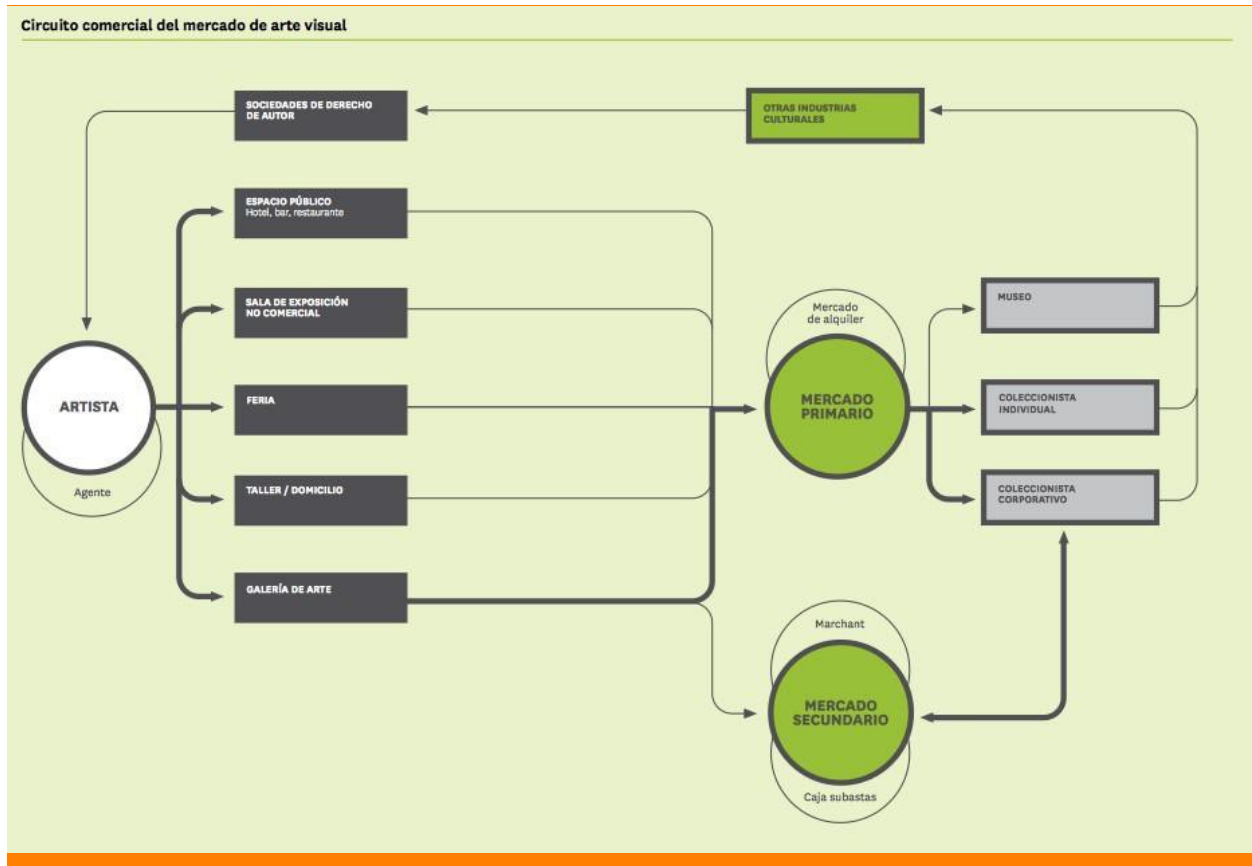 Circuito comercial del mercado de arte visual
SOCIEDADES DE DERECHO
DE AUTOR
OTRAS INDUSTRIAS
CULTURALES
ESPACIO PÚBLICO
Hotel, bar, restaurante
SALA DE EXPOSICIÓN
NO COMERCIAL
Mercado
de alquiler
MUSEO
ARTISTA
Agente
FERIA
MERCADO
PRIMARIO
COLECCIONISTA
INDIVIDUAL
TALLER / DOMICILIO
COLECCIONISTA
CORPORATIVO
GALERÍA DE ARTE
Marchant
MERCADO
SECUNDARIO
Caja subastas